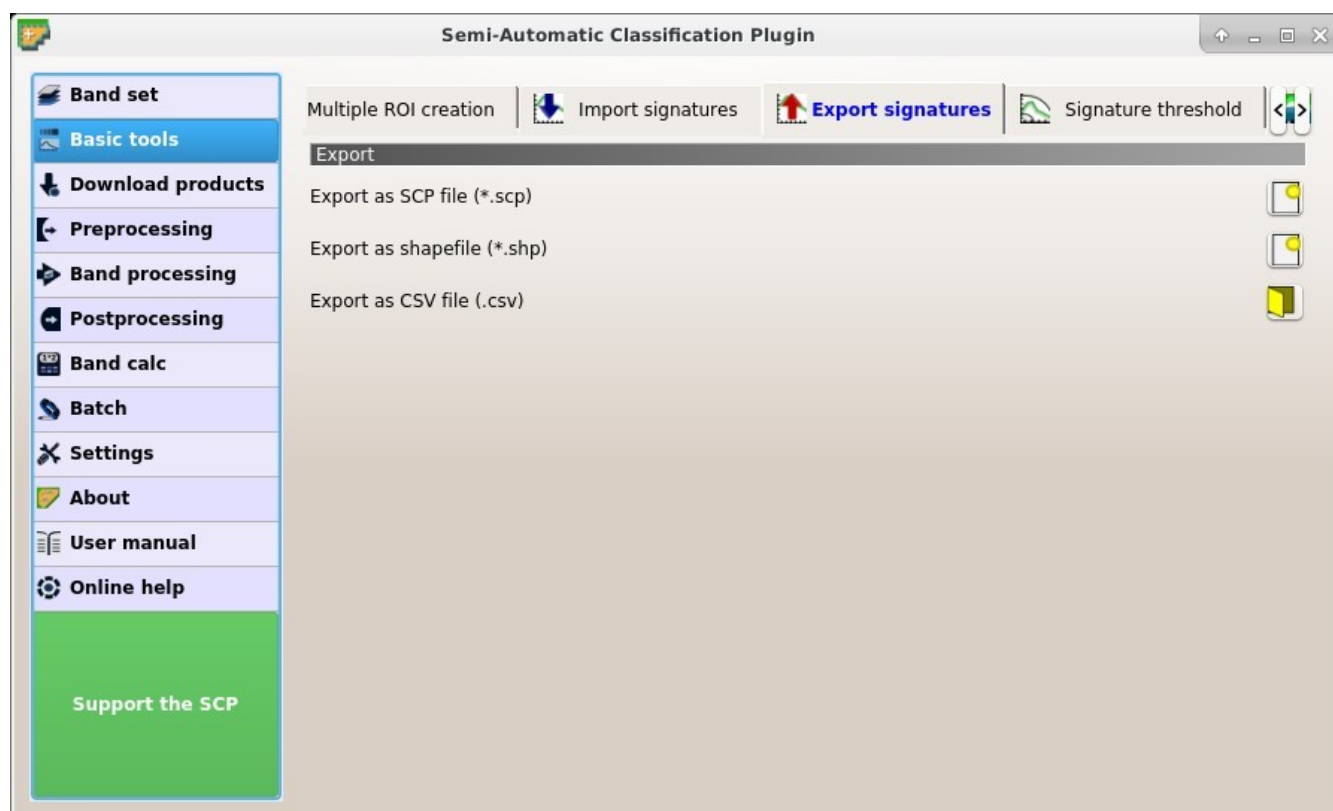 Semi-Automatic Classification Plugin
Band set
Basic tools
Download products
Preprocessing
Band processing
Postprocessing
Band calc
Batch
Settings
About
User manual
Online help
Support the SCP
Multiple ROI creation
Import signatures
Export signatures
Signature threshold
Export
Export as SCP file (*.scp)
Export as shapefile (*.shp)
Export as CSV file (.csv)